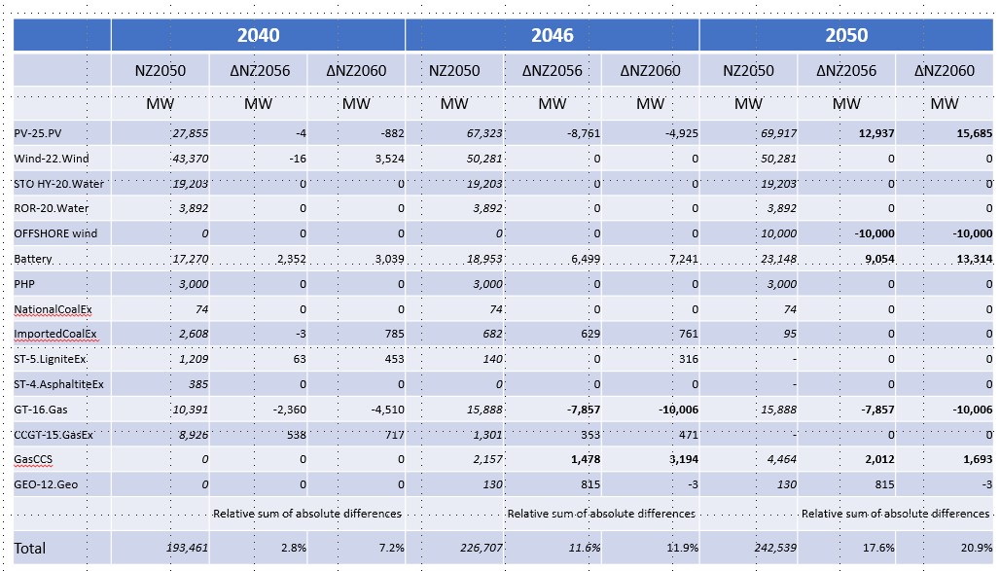 2040 2046 2050
NZ2050 ΔNZ2056 ΔNZ2060 NZ2050 ΔNZ2056 ΔNZ2060 NZ2050 ΔNZ2056 ΔNZ2060
MW MW MW MW MW MW MW MW MW
PV-25.PV 27,855 -4 -882 67,323 -8,761 -4,925 69,917 12,937 15,685
Wind-22.Wind 43,370 -16 3,524 50,281 0 0 50,281 0 0
STO HY-20.Water 19,203 0 0 19,203 0 0 19,203 0 0
ROR-20.Water 3,892 0 0 3,892 0 0 3,892 0 0
OFFSHORE wind 0 0 0 0 0 0 10,000 -10,000 -10,000
Battery 17,270 2,352 3,039 18,953 6,499 7,241 23,148 9,054 13,314
PHP 3,000 0 0 3,000 0 0 3,000 0 0
NationalCoalEx 74 0 0 74 0 0 74 0 0
ImportedCoalEx 2,608 -3 785 682 629 761 95 0 0
ST-5.LigniteEx 1,209 63 453 140 0 316 - 0 0
ST-4.AsphaltiteEx 385 0 0 0 0 0 - 0 0
GT-16.Gas 10,391 -2,360 -4,510 15,888 -7,857 -10,006 15,888 -7,857 -10,006
CCGT-15.GasEx 8,926 538 717 1,301 353 471 - 0 0
GasCCS 0 0 0 2,157 1,478 3,194 4,464 2,012 1,693
GEO-12.Geo 0 0 0 130 815 -3 130 815 -3
Relative sum of absolute differences Relative sum of absolute differences Relative sum of absolute differences
Total 193,461 2.8% 7.2% 226,707 11.6% 11.9% 242,539 17.6% 20.9%